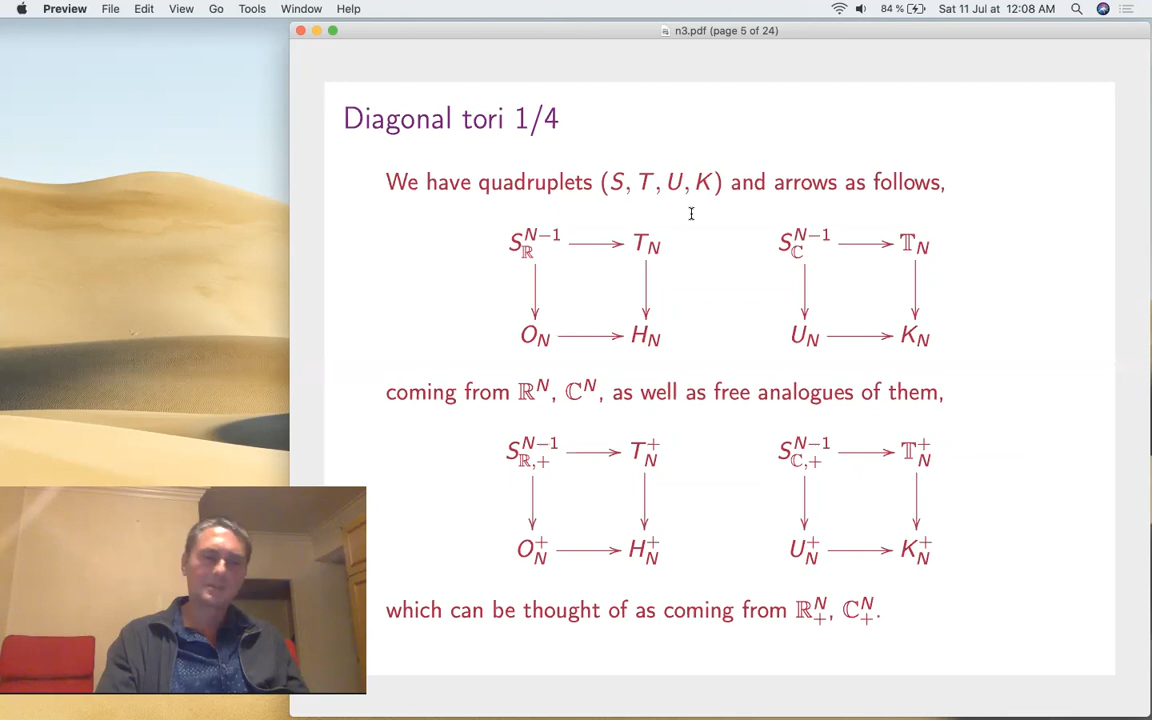 Preview File Edit View Go Tools Window Help 84 % Sat 11 Jul at 12:08 AM
n3.pdf (page 5 of 24)
Diagonal tori 1/4
We have quadruplets (S, T, U, K) and arrows as follows,
S_ℝ^{N−1} → T_N S_ℂ^{N−1} → 𝕋_N
O_N → H_N U_N → K_N
coming from ℝ^N, ℂ^N, as well as free analogues of them,
S_{ℝ,+}^{N−1} → T_N^+ S_{ℂ,+}^{N−1} → 𝕋_N^+
O_N^+ → H_N^+ U_N^+ → K_N^+
which can be thought of as coming from ℝ_+^N, ℂ_+^N.